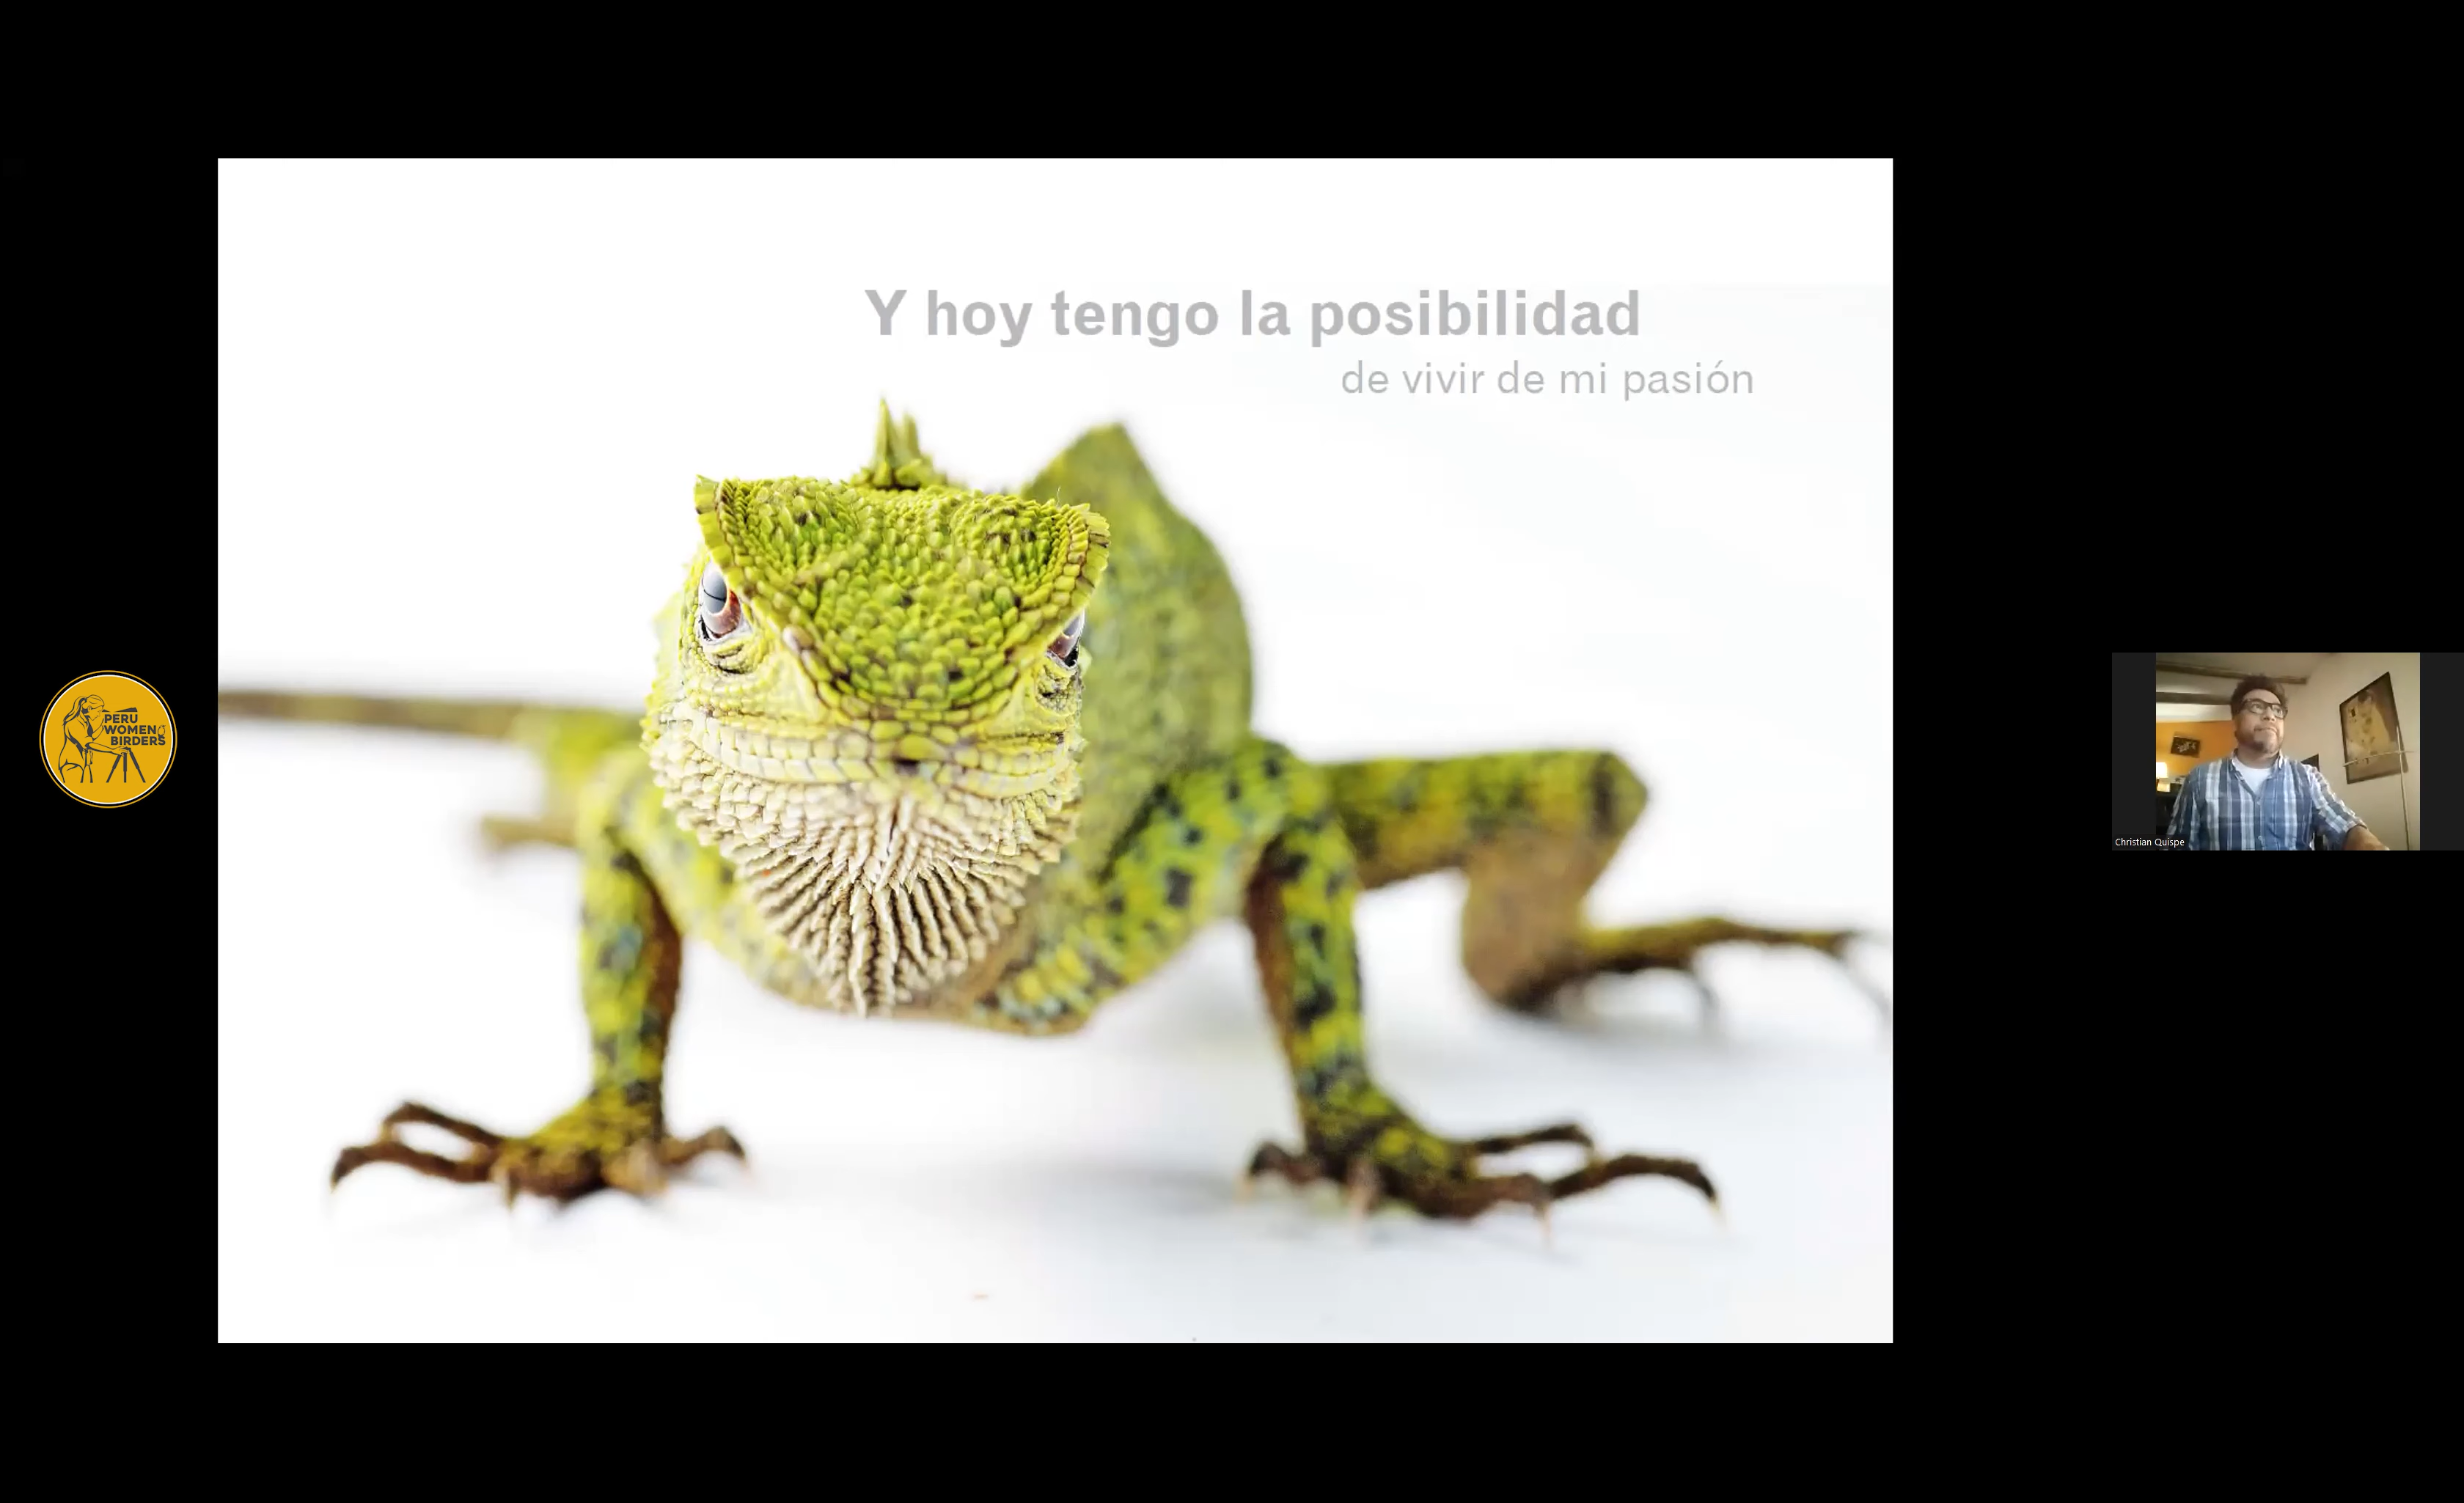 Y hoy tengo la posibilidad
de vivir de mi pasión
PERU
WOMEN
BIRDERS
Christian Quispe